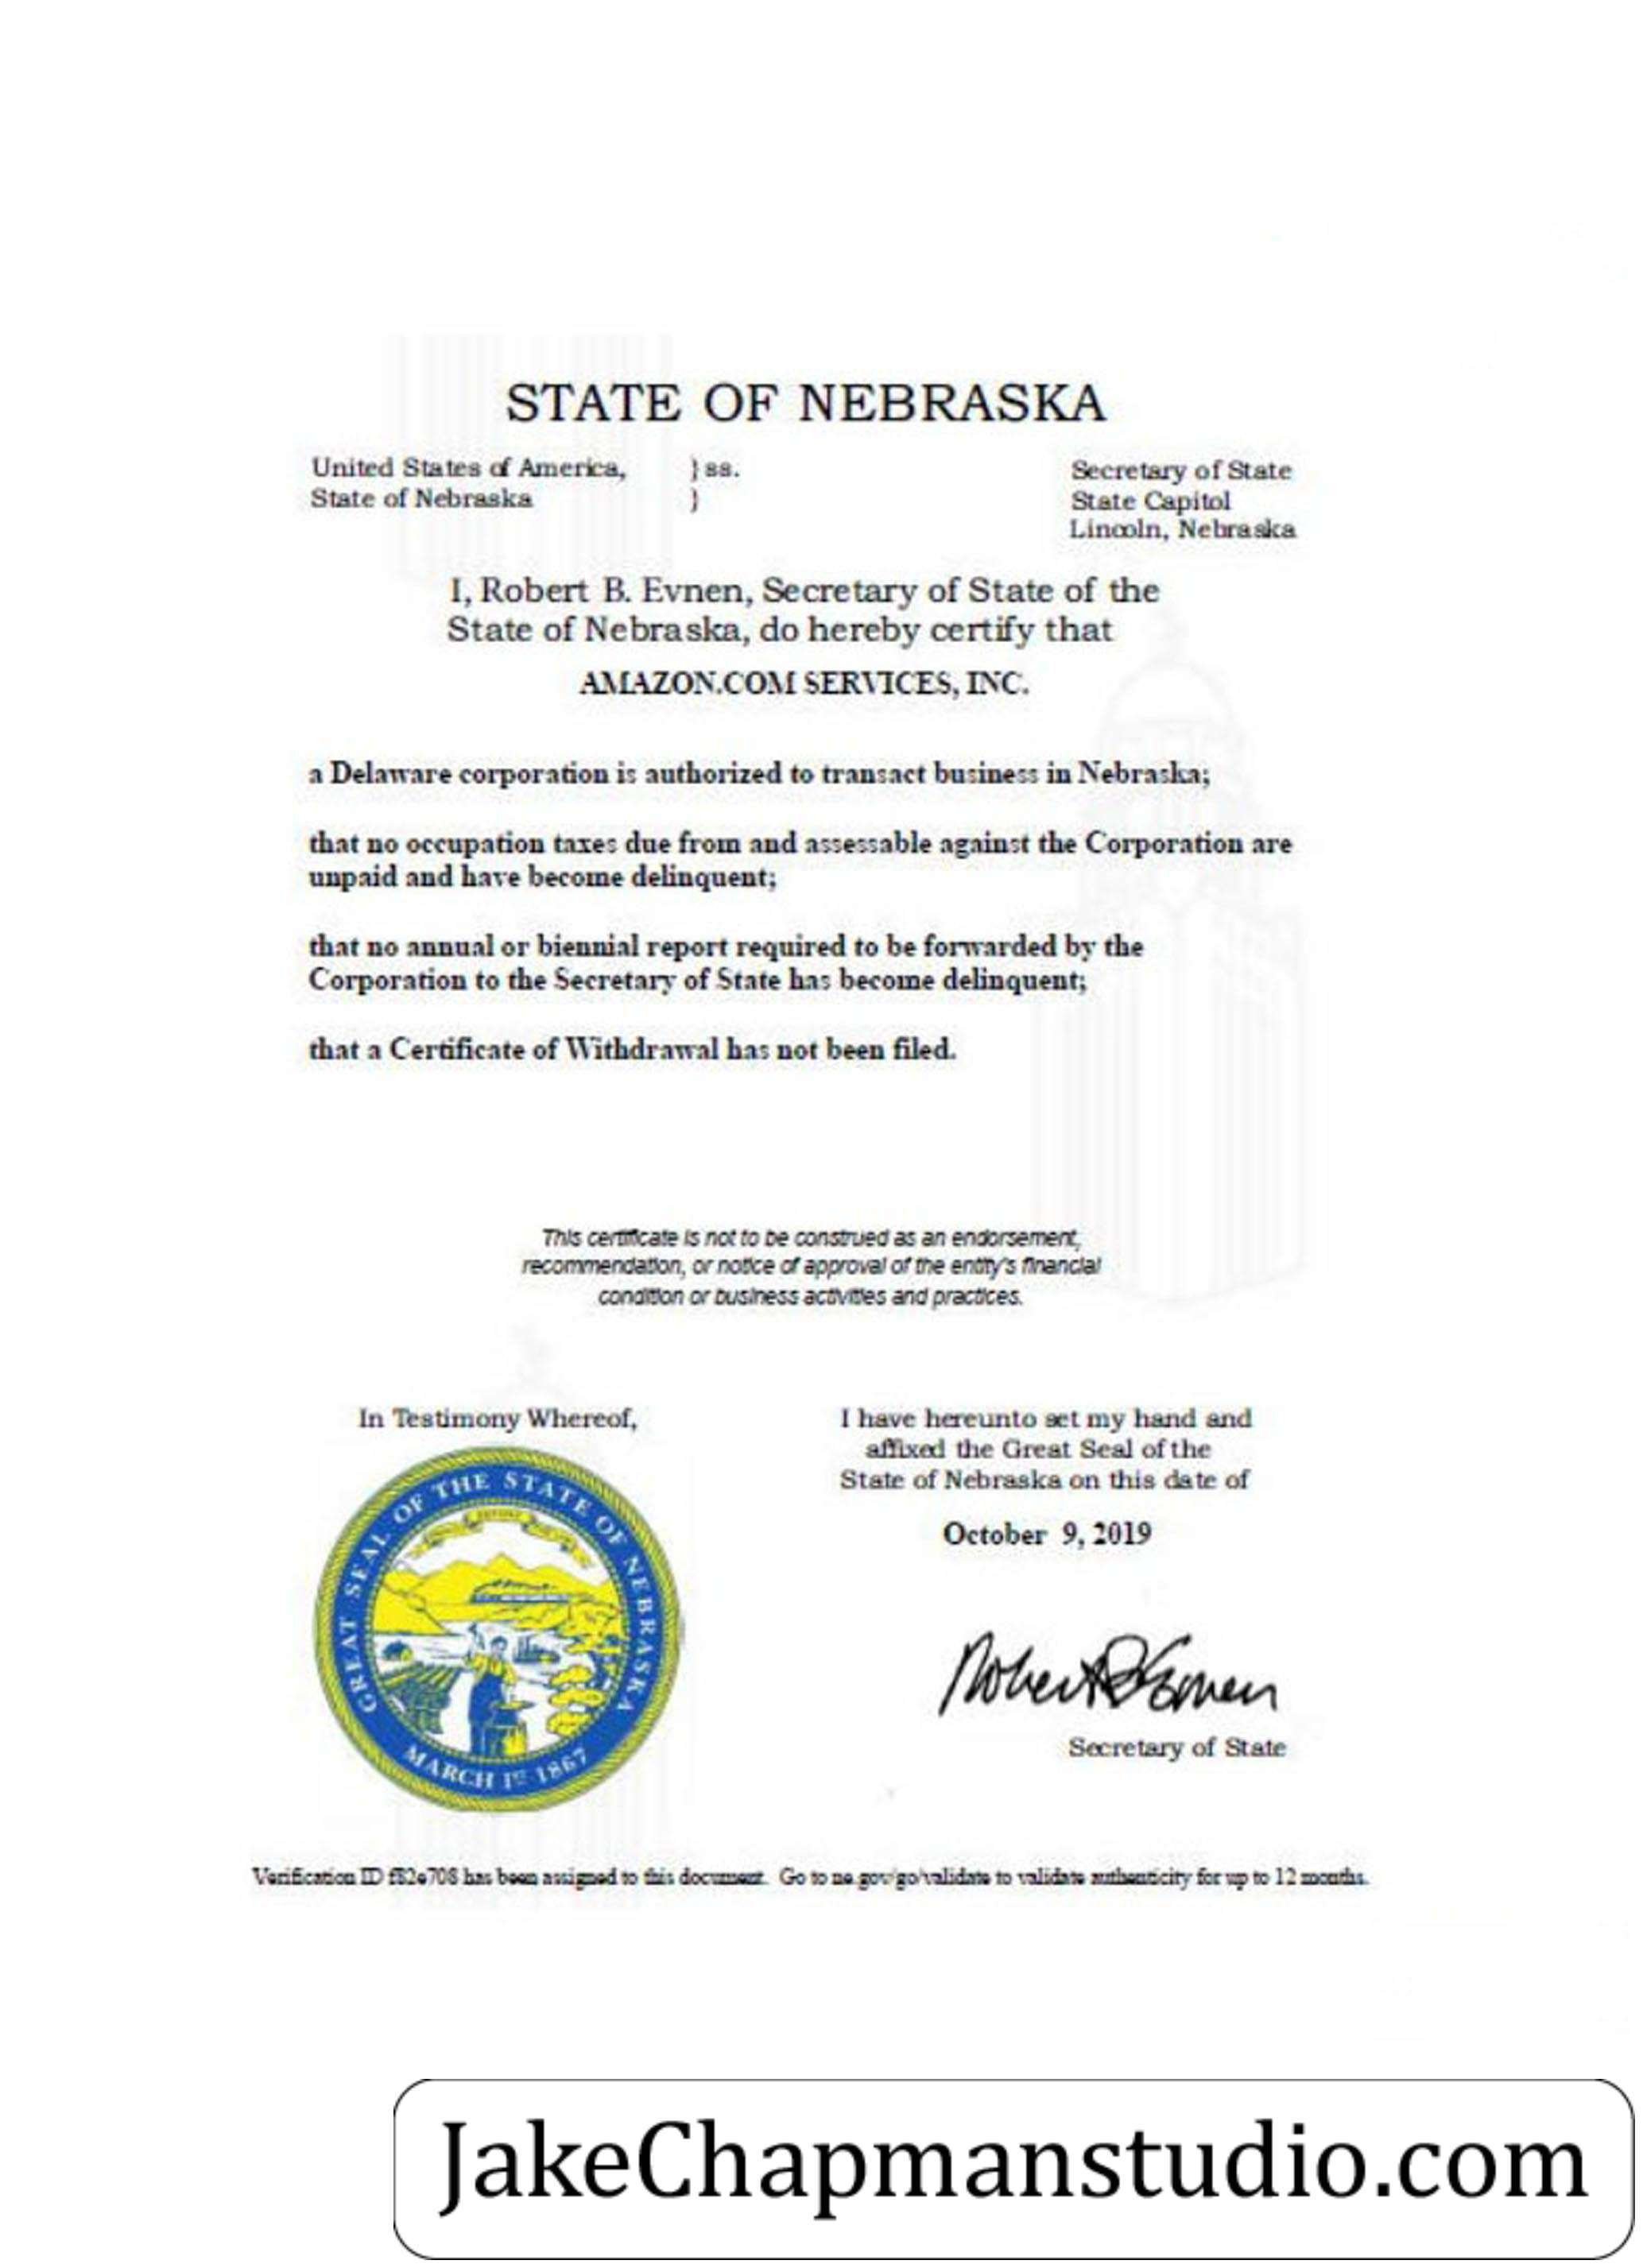 STATE OF NEBRASKA
United States of America, } ss.
State of Nebraska }
Secretary of State
State Capitol
Lincoln, Nebraska
I, Robert B. Evnen, Secretary of State of the
State of Nebraska, do hereby certify that
AMAZON.COM SERVICES, INC.
a Delaware corporation is authorized to transact business in Nebraska;
that no occupation taxes due from and assessable against the Corporation are
unpaid and have become delinquent;
that no annual or biennial report required to be forwarded by the
Corporation to the Secretary of State has become delinquent;
that a Certificate of Withdrawal has not been filed.
This certificate is not to be construed as an endorsement,
recommendation, or notice of approval of the entity's financial
condition or business activities and practices.
In Testimony Whereof,
GREAT SEAL OF THE STATE OF NEBRASKA
MARCH 1ST 1867
I have hereunto set my hand and
affixed the Great Seal of the
State of Nebraska on this date of
October 9, 2019
Robert B Evnen
Secretary of State
Verification ID f82e708 has been assigned to this document. Go to ne.gov/go/validate to validate authenticity for up to 12 months.
JakeChapmanstudio.com